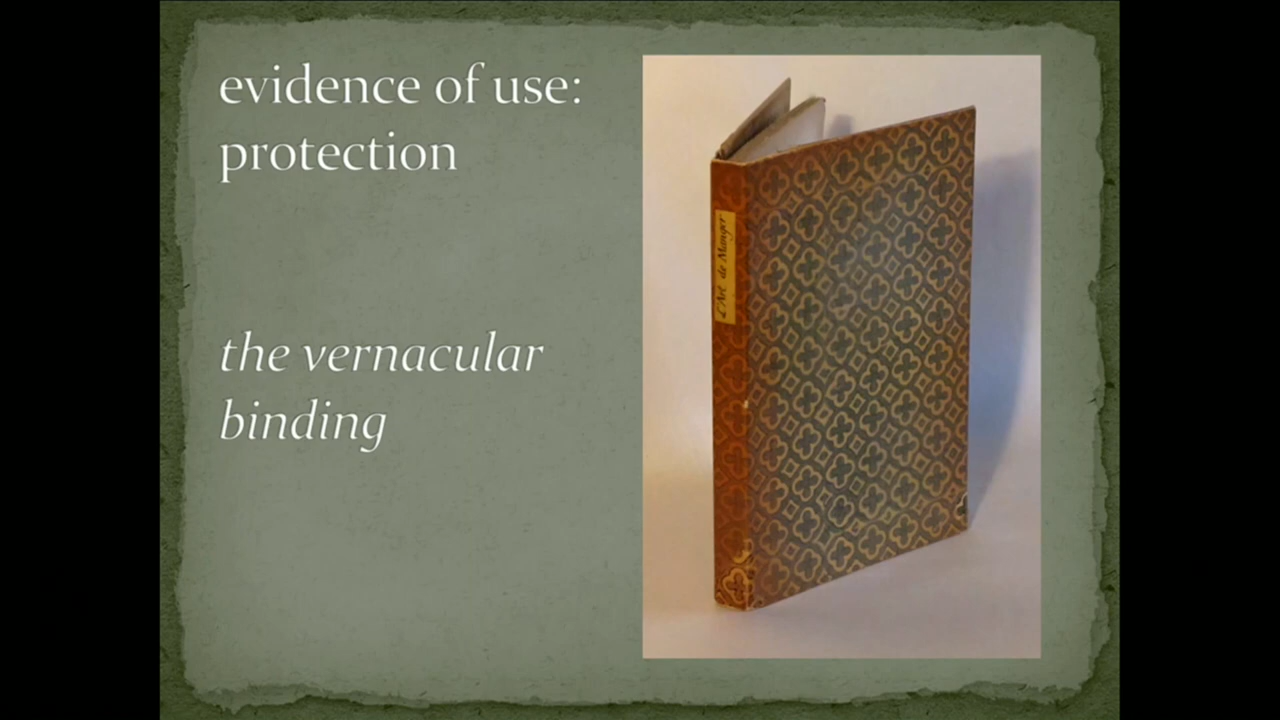 evidence of use:
protection
the vernacular
binding
L'Art de Manger